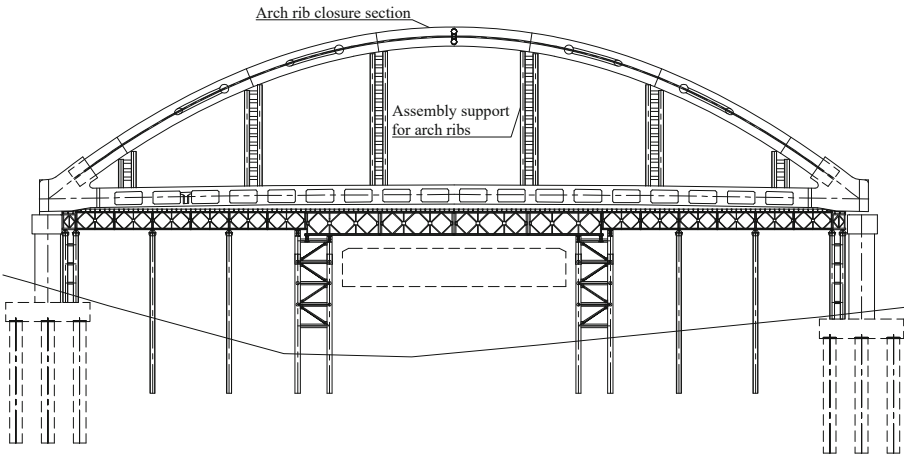 Arch rib closure section
Assembly support
for arch ribs